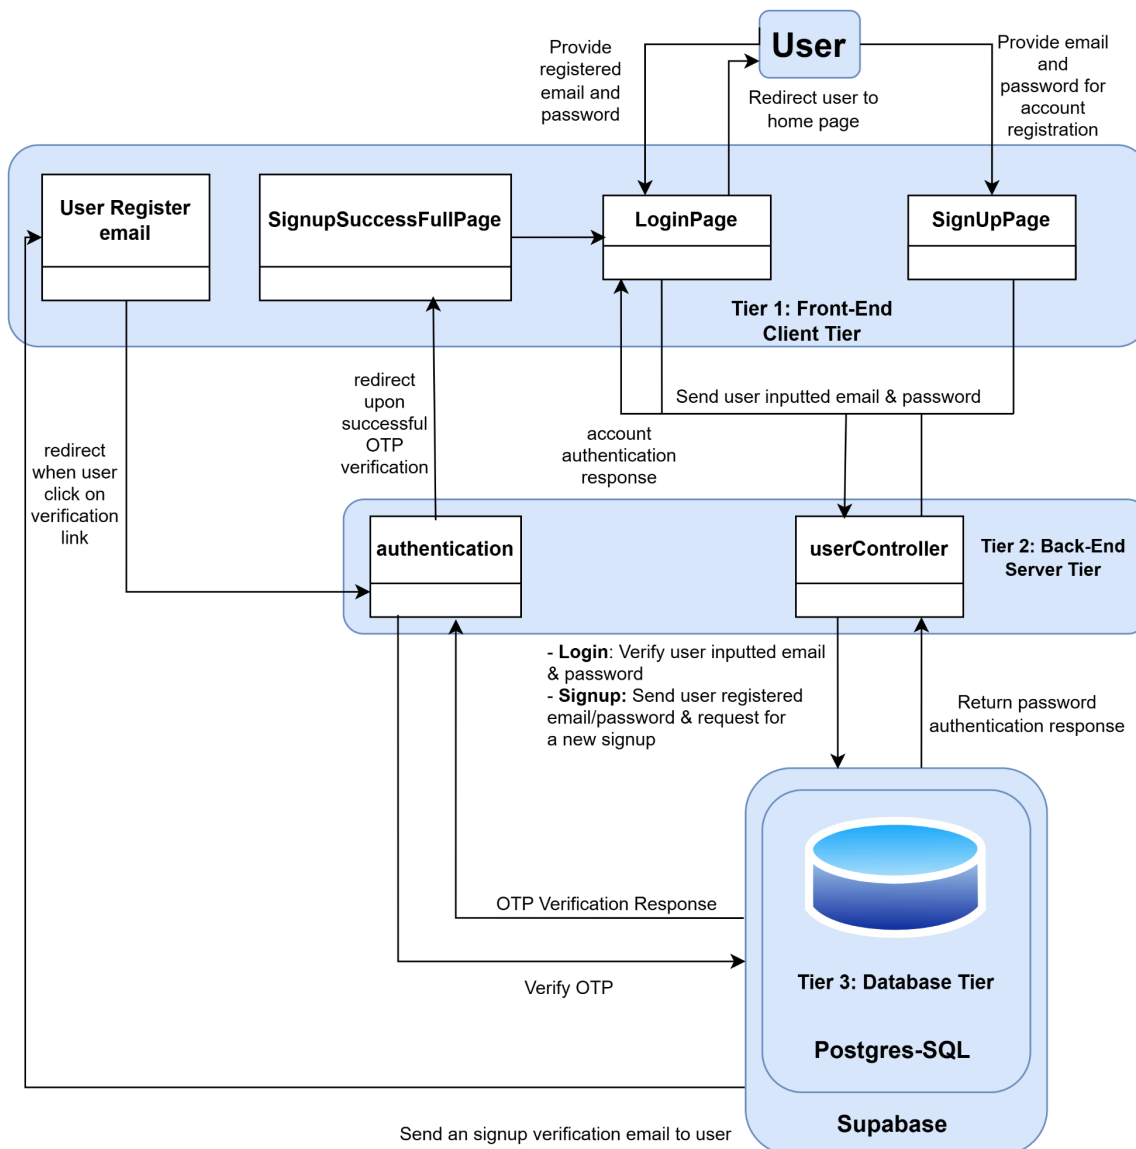 User
Provide
registered
email and
password
Redirect user to
home page
Provide email
and
password for
account
registration
User Register
email
SignupSuccessFullPage
LoginPage
SignUpPage
Tier 1: Front-End
Client Tier
redirect
upon
successful
OTP
verification
Send user inputted email & password
account
authentication
response
redirect
when user
click on
verification
link
authentication
userController
Tier 2: Back-End
Server Tier
- Login: Verify user inputted email
& password
- Signup: Send user registered
email/password & request for
a new signup
Return password
authentication response
OTP Verification Response
Verify OTP
Tier 3: Database Tier
Postgres-SQL
Supabase
Send an signup verification email to user